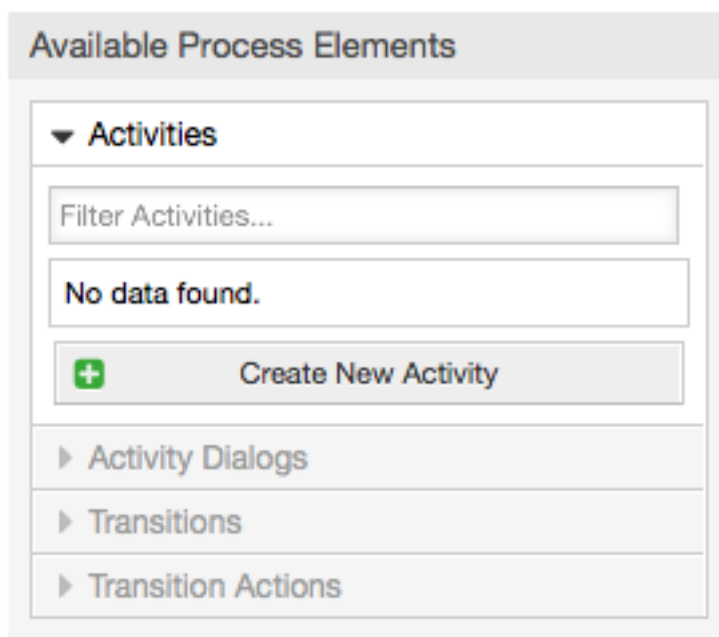 Available Process Elements
Activities
Filter Activities...
No data found.
Create New Activity
Activity Dialogs
Transitions
Transition Actions